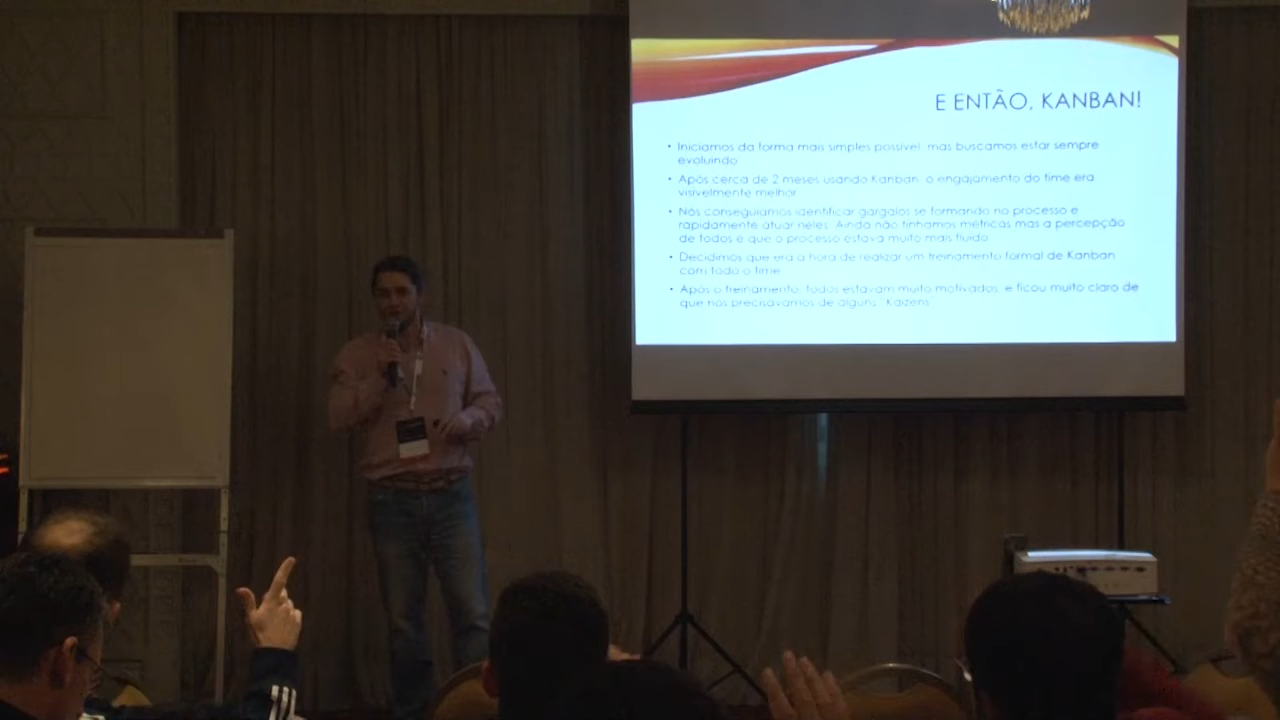 E ENTÃO, KANBAN!
• Iniciamos da forma mais simples possível, mas buscamos estar sempre
evoluindo
• Após cerca de 2 meses usando Kanban, o engajamento do time era
visivelmente melhor
• Nós conseguíamos identificar gargalos se formando no processo e
rapidamente atuar neles. Ainda não tínhamos métricas mas a percepção
de todos é que o processo estava muito mais fluido
• Decidimos que era a hora de realizar um treinamento formal de Kanban
com todo o time
• Após o treinamento, todos estavam muito motivados, e ficou muito claro de
que nós precisávamos de alguns "Kaizens"